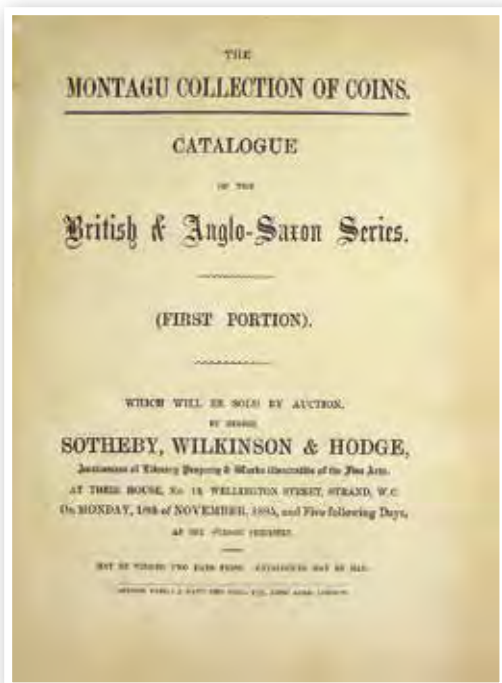 THE
MONTAGU COLLECTION OF COINS.
CATALOGUE
OF THE
British & Anglo-Saxon Series.
(FIRST PORTION).
WHICH WILL BE SOLD BY AUCTION,
BY MESSRS.
SOTHEBY, WILKINSON & HODGE,
Auctioneers of Literary Property & Works illustrative of the Fine Arts,
AT THEIR HOUSE, No. 13, WELLINGTON STREET, STRAND, W.C.
On MONDAY, 18th of NOVEMBER, 1895, and Five following Days,
AT ONE O'CLOCK PRECISELY.
MAY BE VIEWED TWO DAYS PRIOR. CATALOGUES MAY BE HAD.
LONDON